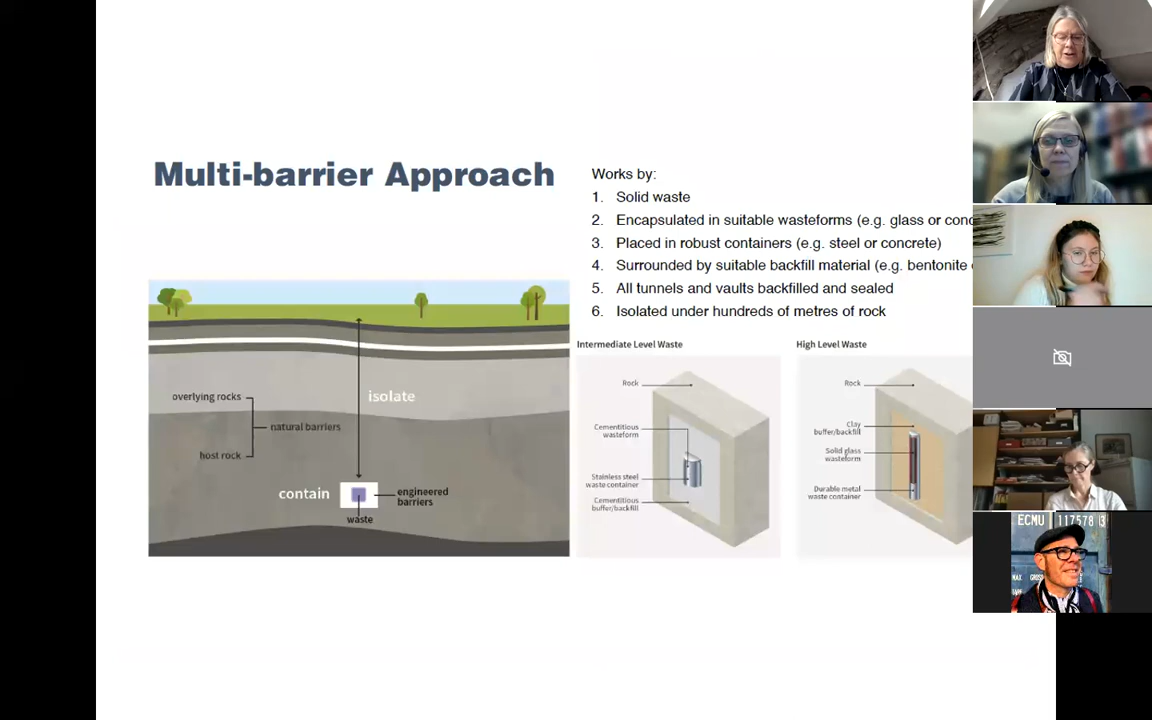 Multi-barrier Approach
Works by:
1. Solid waste
2. Encapsulated in suitable wasteforms (e.g. glass or
3. Placed in robust containers (e.g. steel or concrete)
4. Surrounded by suitable backfill material (e.g. bentonite
5. All tunnels and vaults backfilled and sealed
6. Isolated under hundreds of metres of rock
overlying rocks
natural barriers
host rock
isolate
contain
engineered
barriers
waste
Intermediate Level Waste
Rock
Cementitious
wasteform
Stainless steel
waste container
Cementitious
buffer/backfill
High Level Waste
Rock
Clay
buffer/backfill
Solid glass
wasteform
Durable metal
waste container
ECMU 117578